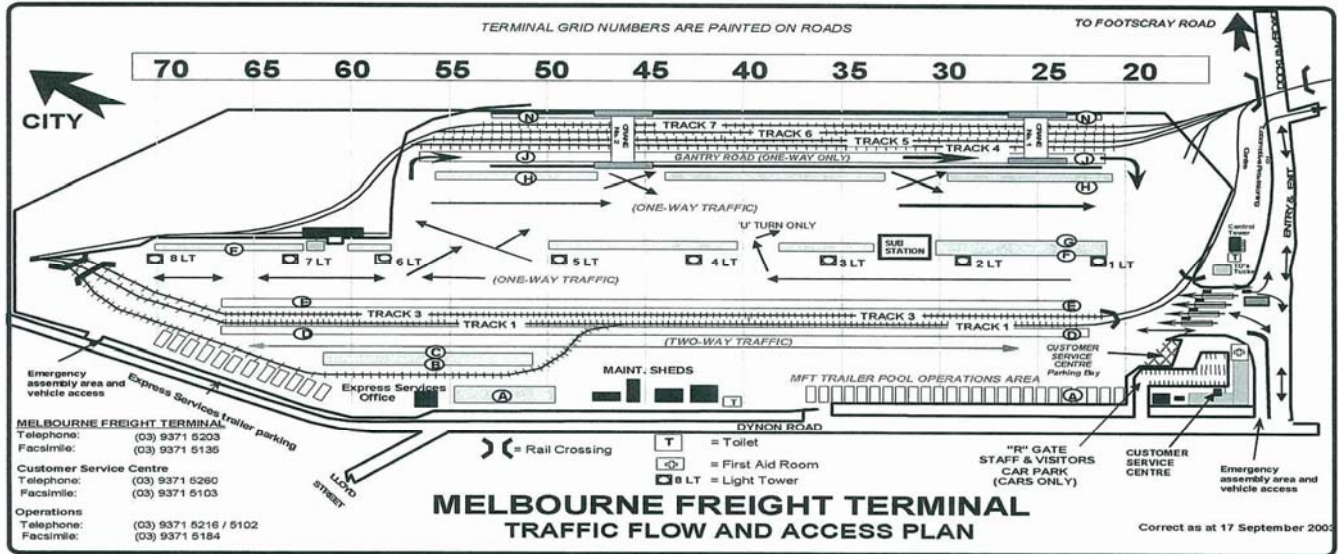 TERMINAL GRID NUMBERS ARE PAINTED ON ROADS
TO FOOTSCRAY ROAD
70 65 60 55 50 45 40 35 30 25 20
CITY
N
TRACK 7
N
TRACK 6
TRACK 5
TRACK 4
CRANE No. 2
CRANE No. 1
J
GANTRY ROAD (ONE-WAY ONLY)
J
H
H
(ONE-WAY TRAFFIC)
ENTRY & EXIT
'U' TURN ONLY
Control Tower
T
F
SUB STATION
G
F
8 LT
7 LT
6 LT
5 LT
4 LT
3 LT
2 LT
1 LT
(ONE-WAY TRAFFIC)
E
E
TRACK 3
TRACK 3
TRACK 1
TRACK 1
D
D
(TWO-WAY TRAFFIC)
C
B
CUSTOMER SERVICE CENTRE Parking Bay
MAINT. SHEDS
MFT TRAILER POOL OPERATIONS AREA
Express Services Office
A
T
A
Emergency assembly area and vehicle access
Express Services trailer parking
DYNON ROAD
LLOYD STREET
MELBOURNE FREIGHT TERMINAL
Telephone: (03) 9371 5203
Facsimile: (03) 9371 5135
Customer Service Centre
Telephone: (03) 9371 5260
Facsimile: (03) 9371 5103
Operations
Telephone: (03) 9371 5216 / 5102
Facsimile: (03) 9371 5184
= Rail Crossing
T = Toilet
= First Aid Room
8 LT = Light Tower
"R" GATE
STAFF & VISITORS
CAR PARK
(CARS ONLY)
CUSTOMER
SERVICE
CENTRE
Emergency
assembly area and
vehicle access
MELBOURNE FREIGHT TERMINAL
TRAFFIC FLOW AND ACCESS PLAN
Correct as at 17 September 2003